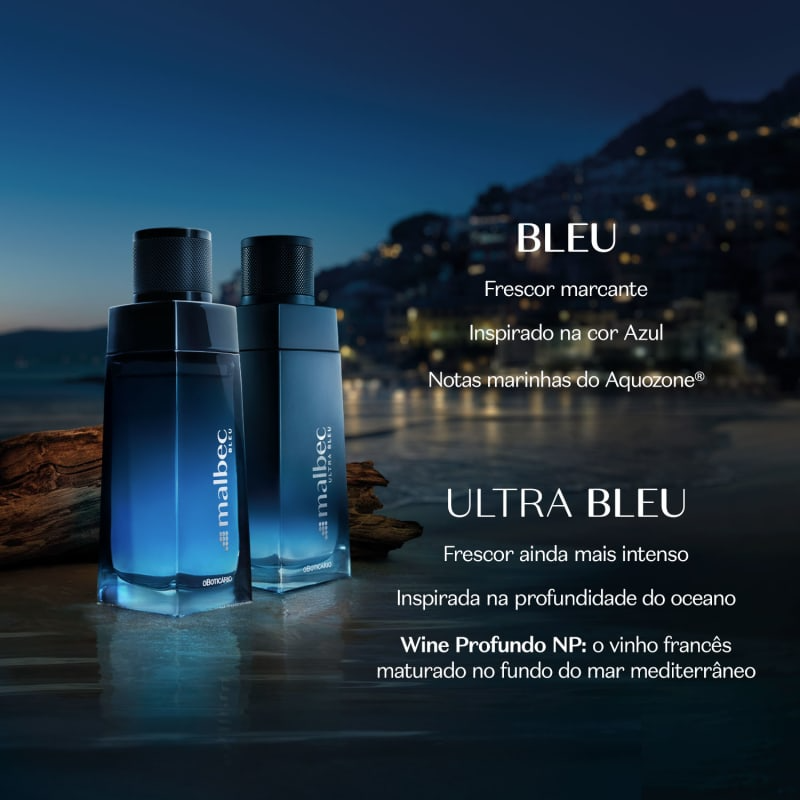 BLEU
Frescor marcante
Inspirado na cor Azul
Notas marinhas do Aquozone®
malbec
BLEU
malbec
ULTRA BLEU
oBOTICÁRIO
oBOTICÁRIO
ULTRA BLEU
Frescor ainda mais intenso
Inspirada na profundidade do oceano
Wine Profundo NP: o vinho francês
maturado no fundo do mar mediterrâneo